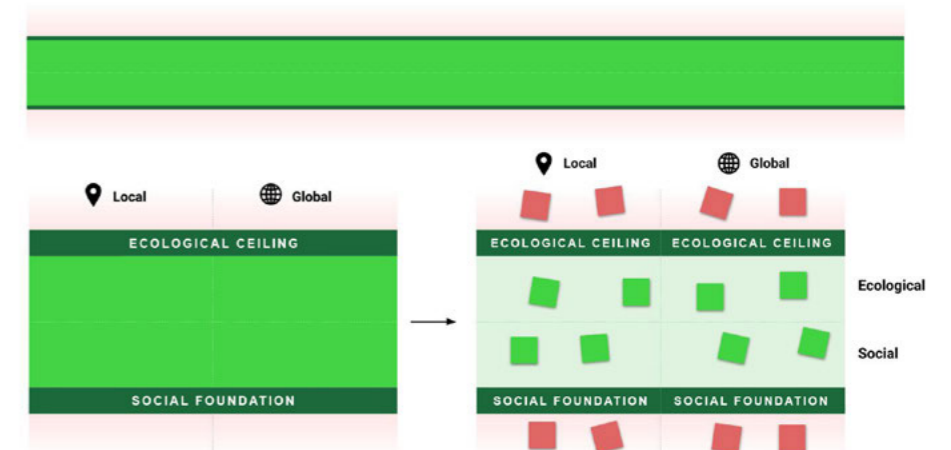 Local
Global
Local
Global
ECOLOGICAL CEILING
ECOLOGICAL CEILING
ECOLOGICAL CEILING
Ecological
Social
SOCIAL FOUNDATION
SOCIAL FOUNDATION
SOCIAL FOUNDATION